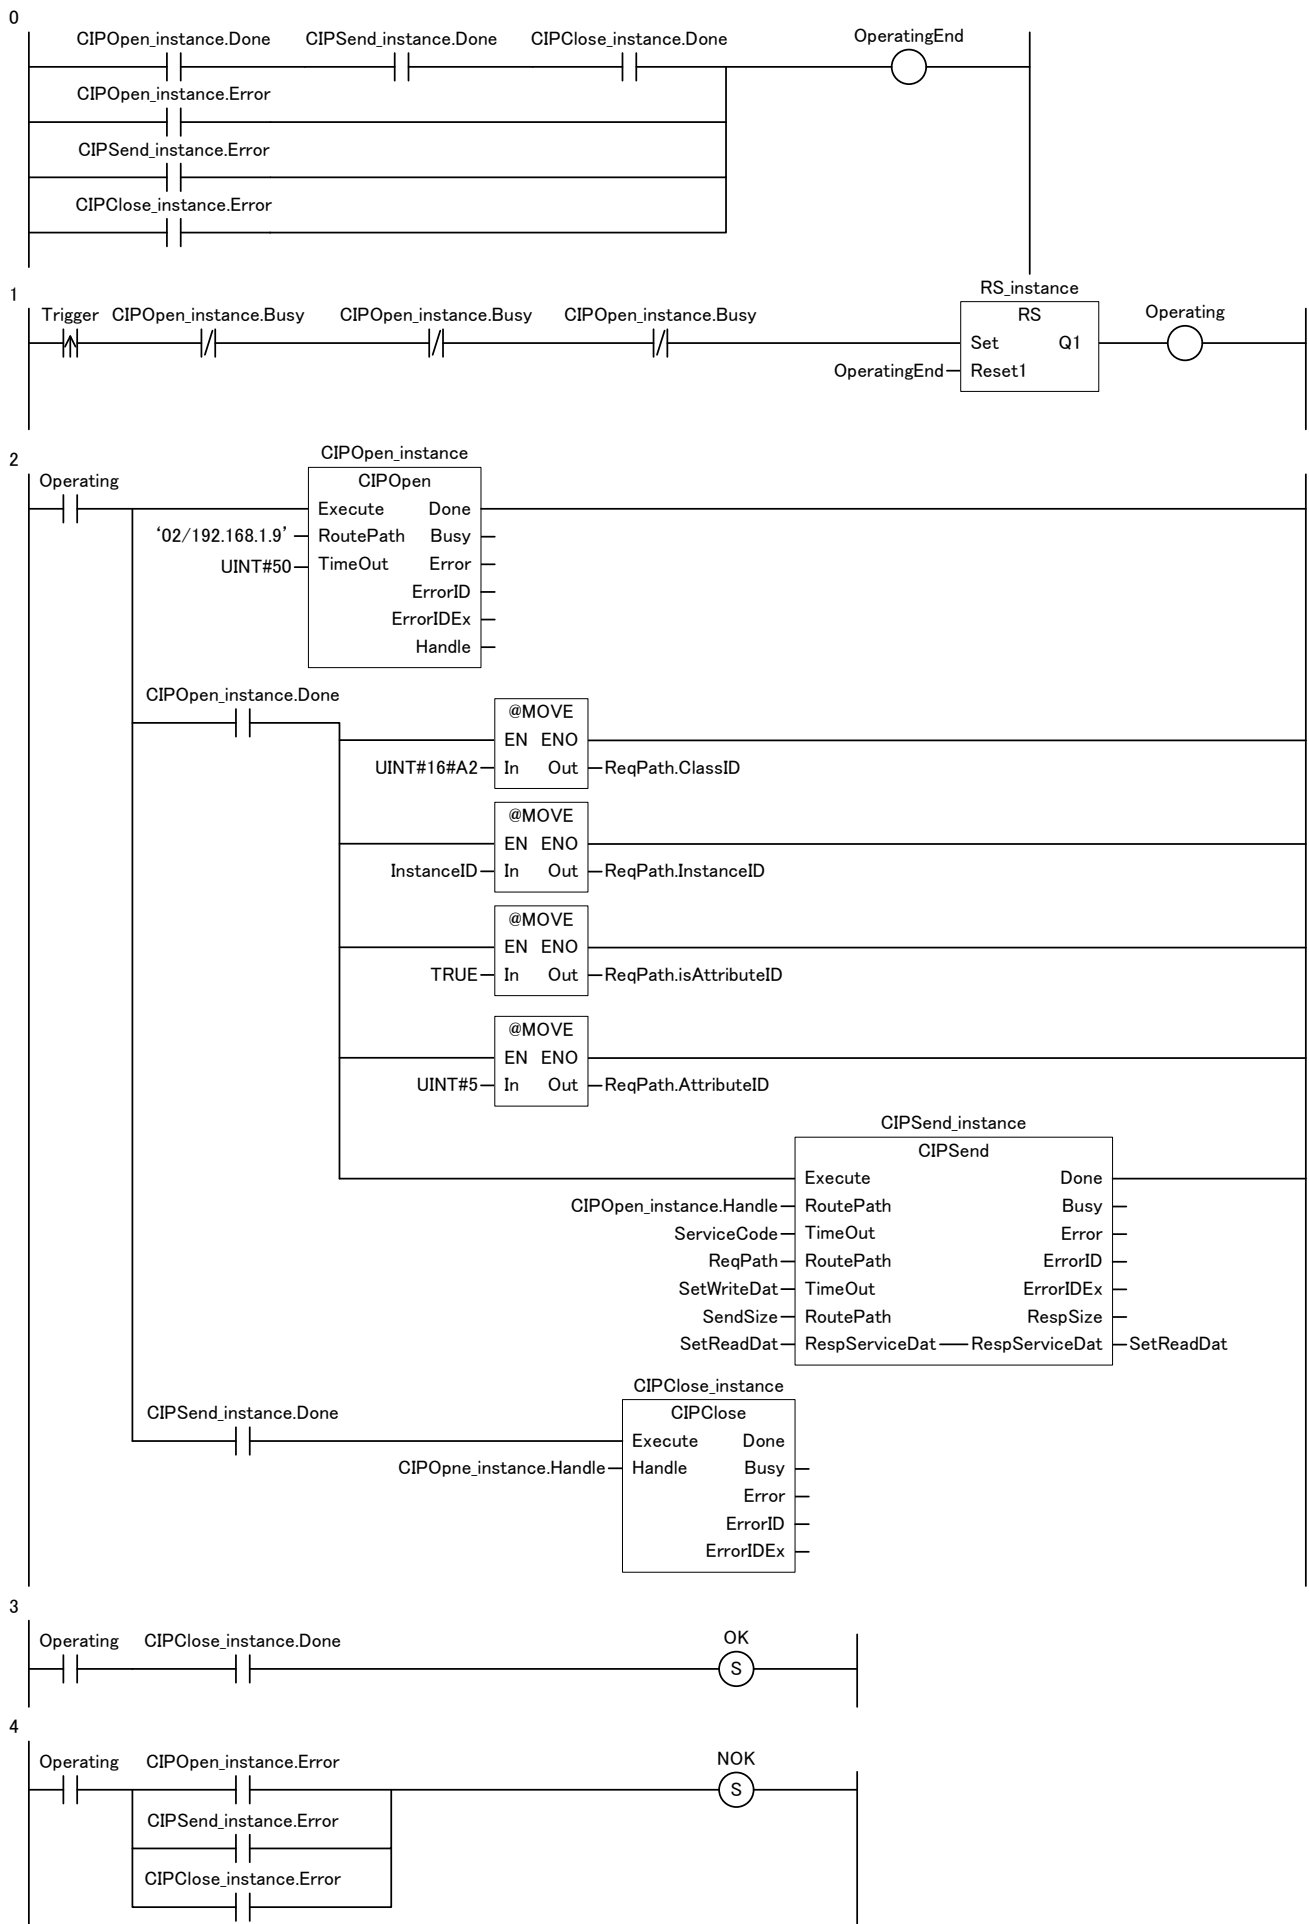 0
CIPOpen_instance.Done CIPSend_instance.Done CIPClose_instance.Done OperatingEnd
CIPOpen_instance.Error
CIPSend_instance.Error
CIPClose_instance.Error
1
RS_instance
Trigger CIPOpen_instance.Busy CIPOpen_instance.Busy CIPOpen_instance.Busy RS Operating
Set Q1
OperatingEnd Reset1
2
CIPOpen_instance
Operating CIPOpen
Execute Done
‘02/192.168.1.9’ RoutePath Busy
UINT#50 TimeOut Error
ErrorID
ErrorIDEx
Handle
CIPOpen_instance.Done
@MOVE
EN ENO
UINT#16#A2 In Out ReqPath.ClassID
@MOVE
EN ENO
InstanceID In Out ReqPath.InstanceID
@MOVE
EN ENO
TRUE In Out ReqPath.isAttributeID
@MOVE
EN ENO
UINT#5 In Out ReqPath.AttributeID
CIPSend_instance
CIPSend
Execute Done
CIPOpen_instance.Handle RoutePath Busy
ServiceCode TimeOut Error
ReqPath RoutePath ErrorID
SetWriteDat TimeOut ErrorIDEx
SendSize RoutePath RespSize
SetReadDat RespServiceDat RespServiceDat SetReadDat
CIPClose_instance
CIPSend_instance.Done CIPClose
Execute Done
CIPOpne_instance.Handle Handle Busy
Error
ErrorID
ErrorIDEx
3
Operating CIPClose_instance.Done OK
S
4
Operating CIPOpen_instance.Error NOK
S
CIPSend_instance.Error
CIPClose_instance.Error